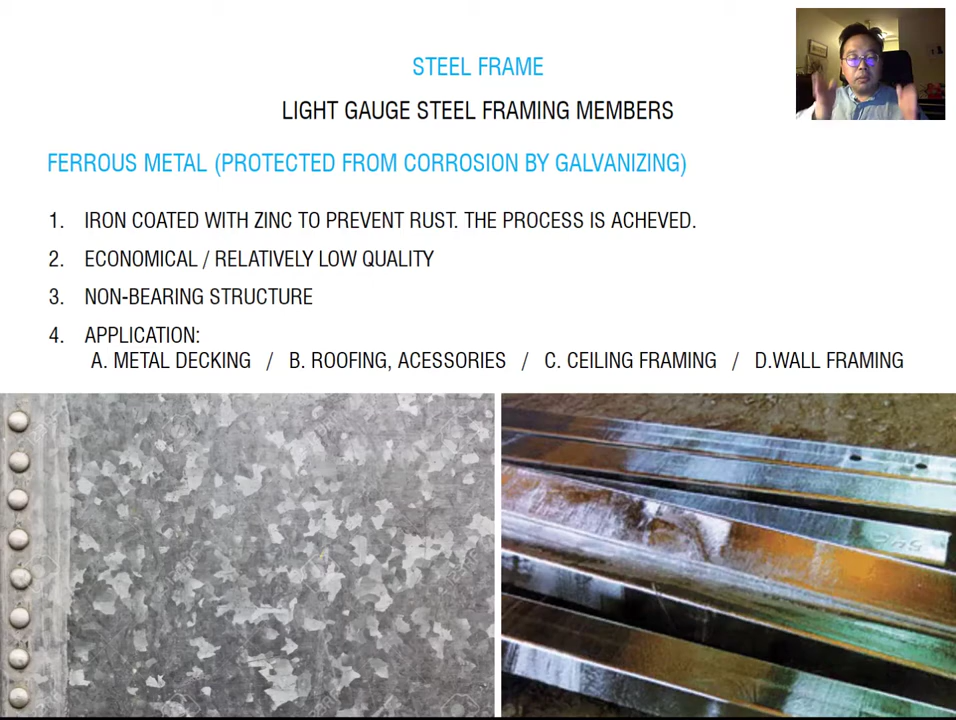 STEEL FRAME
LIGHT GAUGE STEEL FRAMING MEMBERS
FERROUS METAL (PROTECTED FROM CORROSION BY GALVANIZING)
1. IRON COATED WITH ZINC TO PREVENT RUST. THE PROCESS IS ACHEVED.
2. ECONOMICAL / RELATIVELY LOW QUALITY
3. NON-BEARING STRUCTURE
4. APPLICATION:
A. METAL DECKING / B. ROOFING, ACESSORIES / C. CEILING FRAMING / D.WALL FRAMING